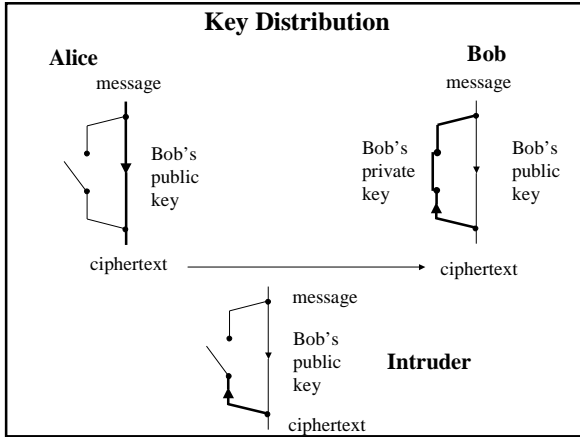 Key Distribution
Alice
Bob
message
message
Bob’s
public
key
Bob’s
private
key
Bob’s
public
key
ciphertext
ciphertext
message
Bob’s
public
key
Intruder
ciphertext